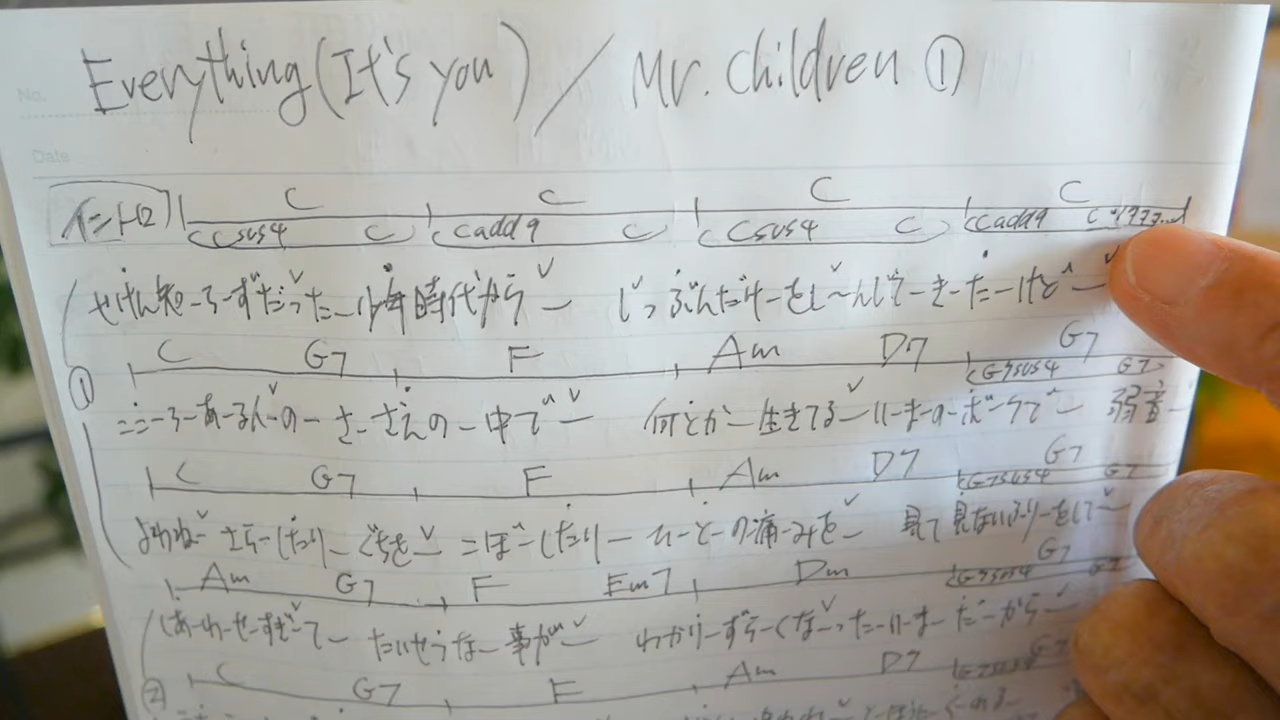 Everything (It's you) / Mr. Children ①
No.
Date
イントロ2 C C C C
Csus4 C Cadd9 C Csus4 C Cadd9 C
せけん知ーらーずだった 少年時代からー じっぶんだけーをしーんじてーきーたーけどー
C G7 F Am D7 G7
G7sus4 G7
① こころーあーるんーのーさーざえのー中でー 何とかー生きてるーいーまーのーボークでー 弱音ー
C G7 F Am D7 G7
G7sus4 G7
よわねーさらーしたりーぐちをー こぼーしたりー ひーとーの痛ーみをー 見て見ないふりーをしてー
Am G7 F Em7 Dm G7
G7sus4 G7
しあーわーせーすぎーてー たいせつなー事がー わかりーずらーくなーったーいーまーだーからー
② C G7 F Am D7 G7
G7sus4